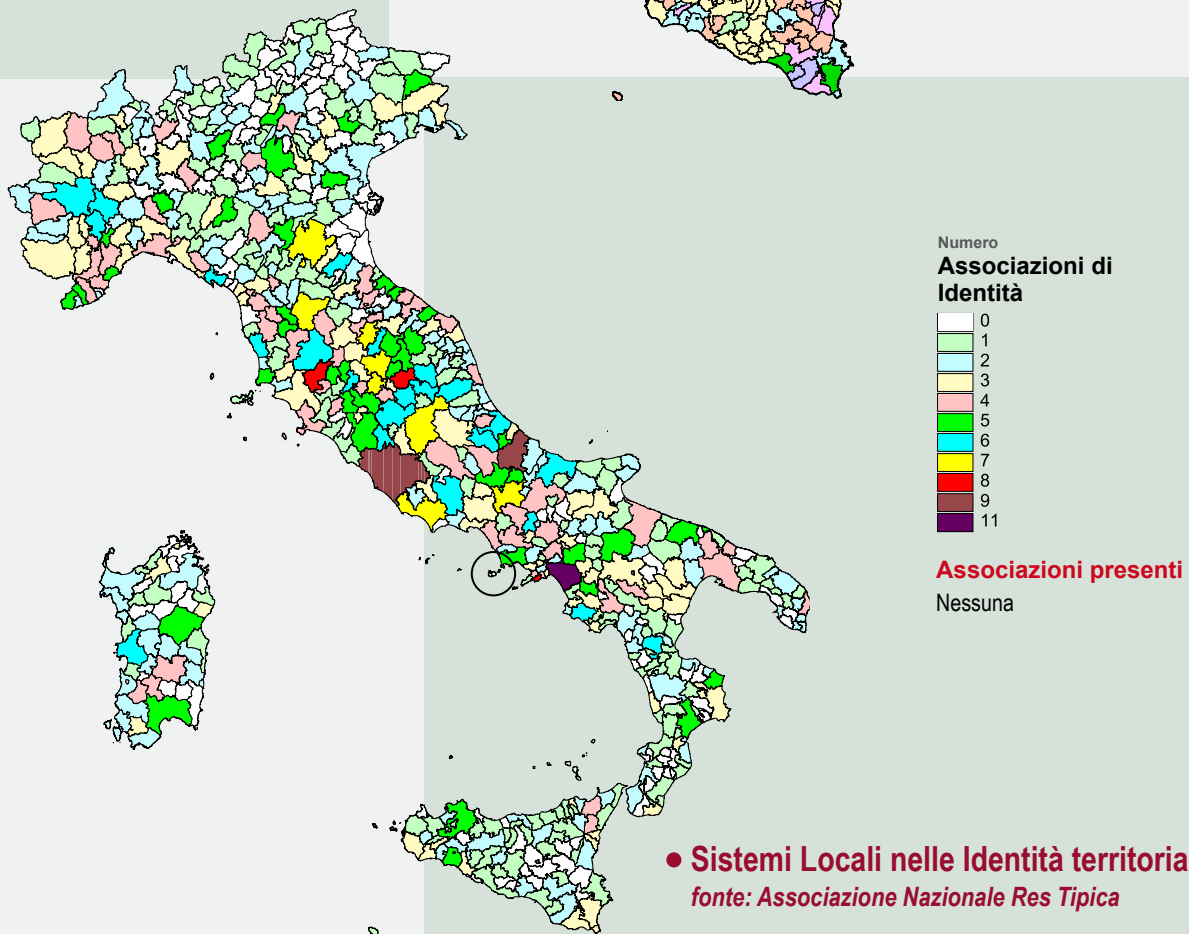 Numero
Associazioni di
Identità
0
1
2
3
4
5
6
7
8
9
11
Associazioni presenti
Nessuna
• Sistemi Locali nelle Identità territoria
fonte: Associazione Nazionale Res Tipica